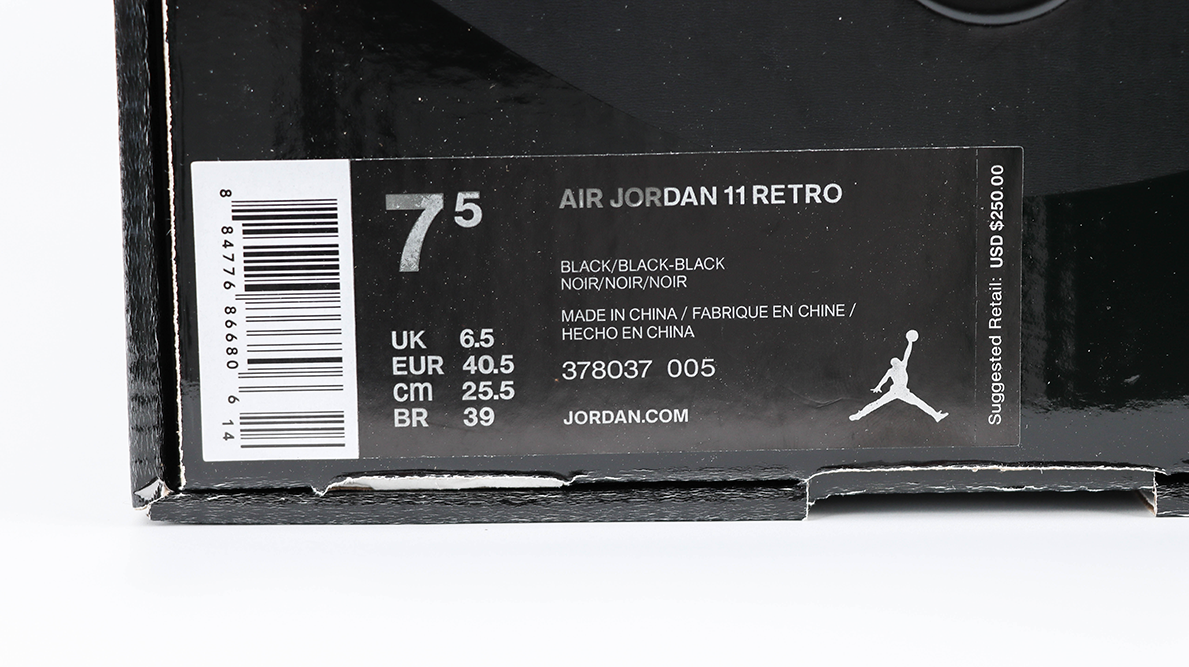 8 84776 86680 6 14
7 5
UK 6.5
EUR 40.5
cm 25.5
BR 39
AIR JORDAN 11 RETRO
BLACK/BLACK-BLACK
NOIR/NOIR/NOIR
MADE IN CHINA / FABRIQUE EN CHINE /
HECHO EN CHINA
378037 005
JORDAN.COM
Suggested Retail: USD $250.00